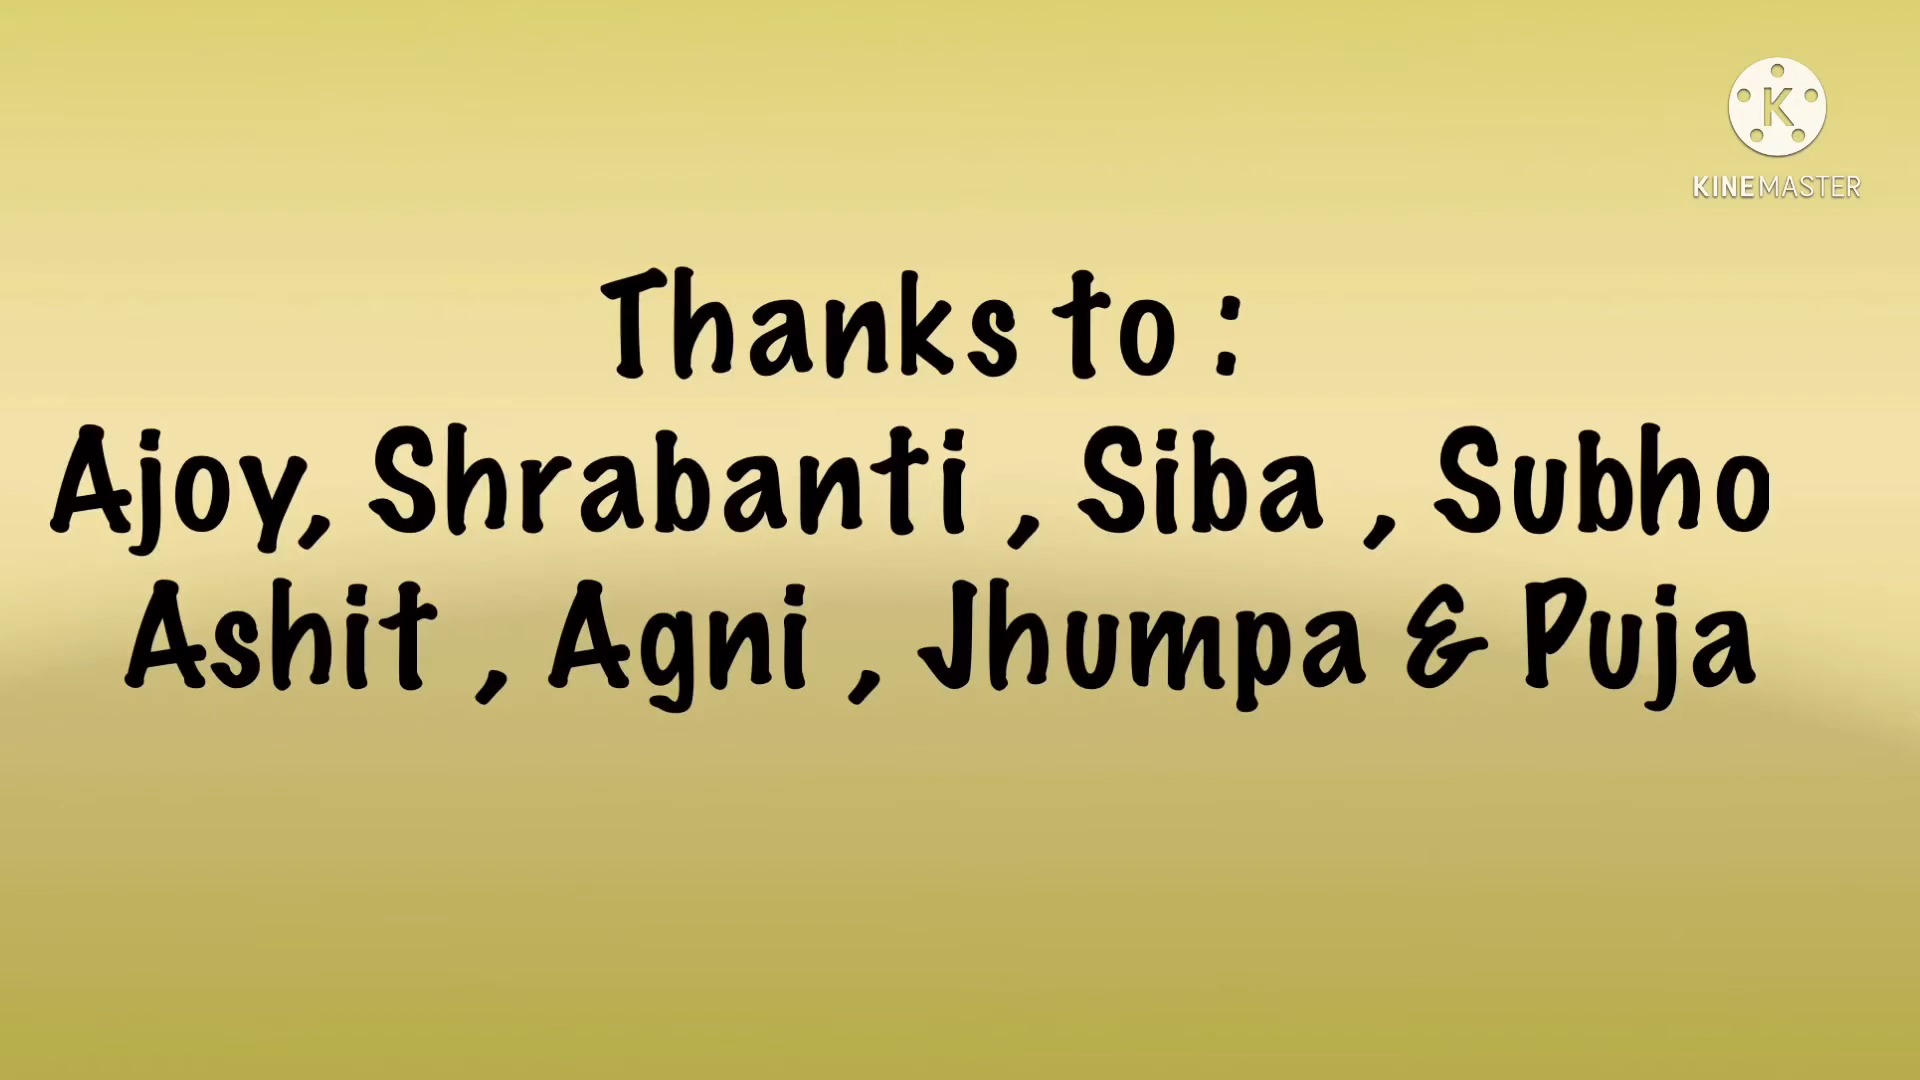 K
KINEMASTER
Thanks to :
Ajoy, Shrabanti , Siba , Subho
Ashit , Agni , Jhumpa & Puja